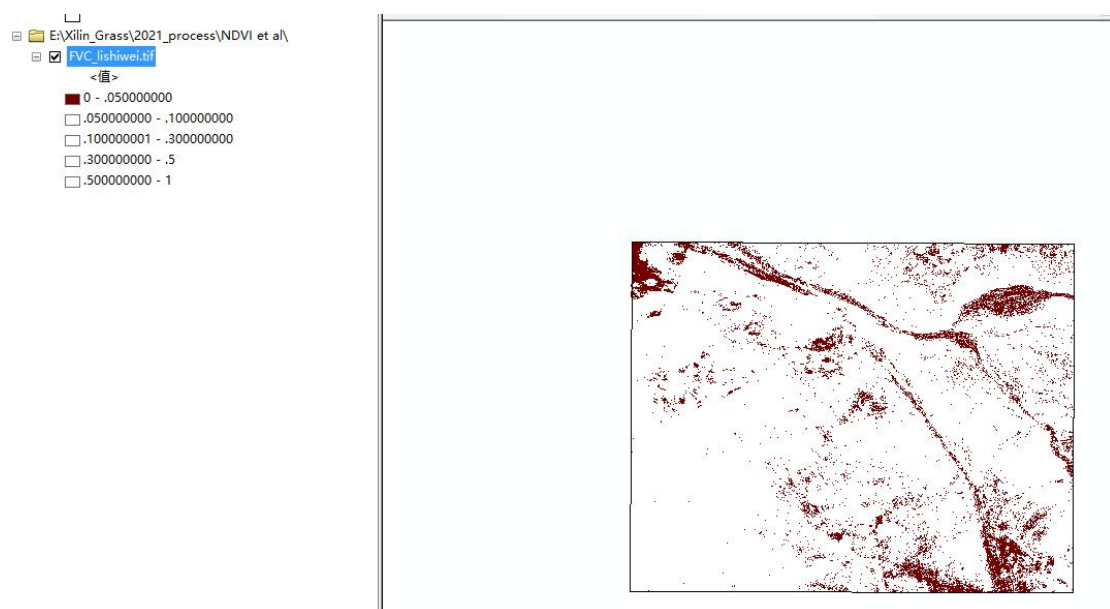 E:\Xilin_Grass\2021_process\NDVI et al\
FVC_lishiwei.tif
<值>
0 - .050000000
.050000000 - .100000000
.100000001 - .300000000
.300000000 - .5
.500000000 - 1